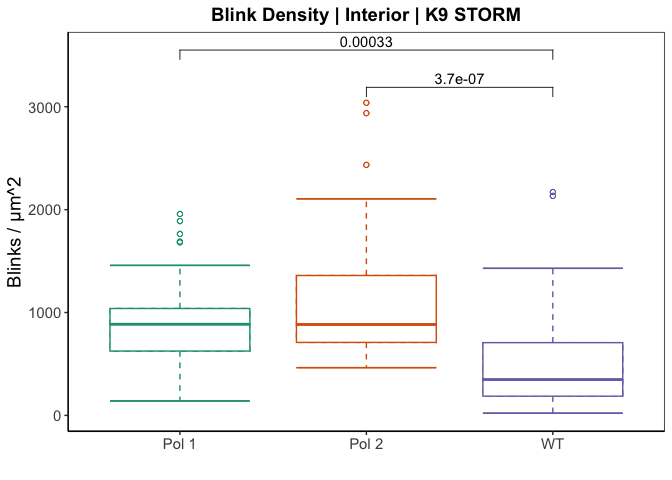 Blink Density | Interior | K9 STORM
0.00033
3.7e-07
Blinks / µm^2
3000
2000
1000
0
Pol 1
Pol 2
WT